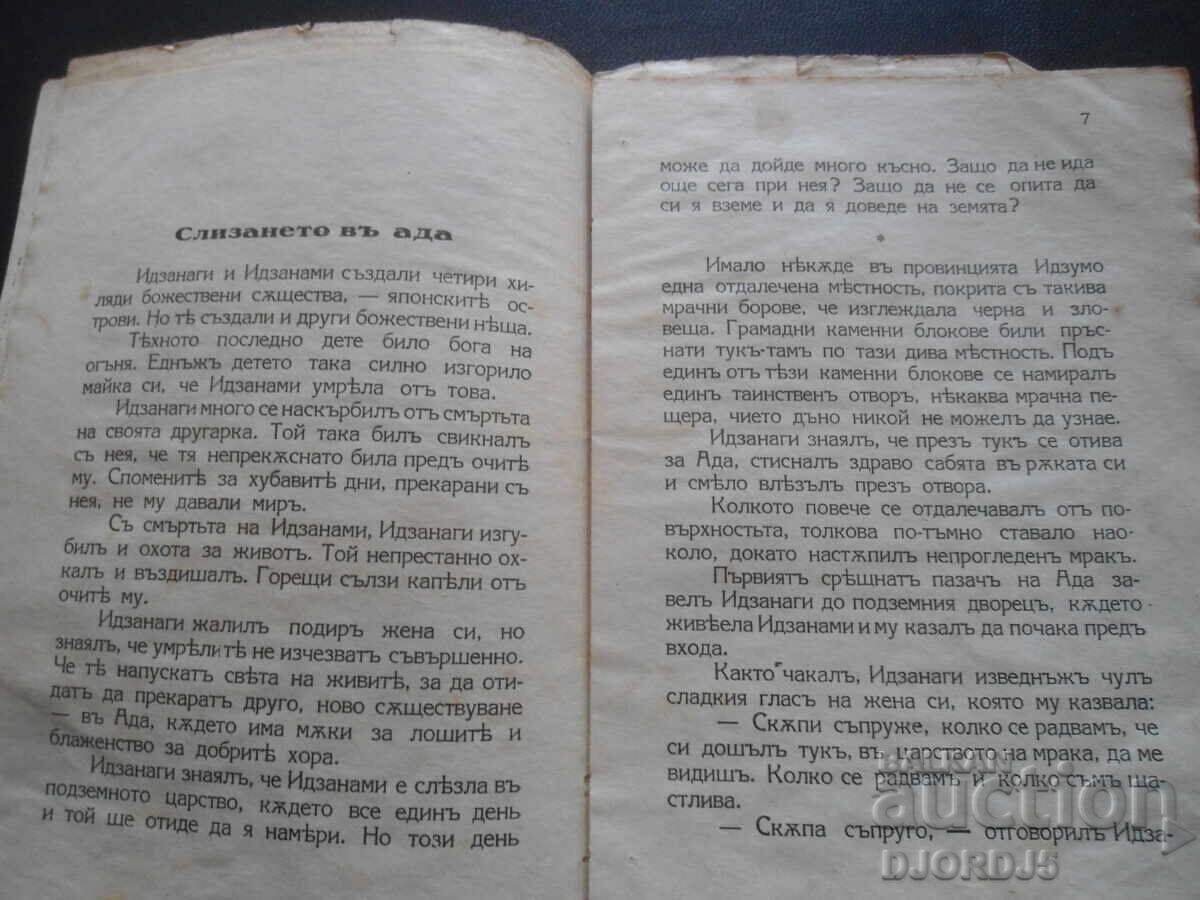 Слизането въ ада
Идзанаги и Идзанами създали четири хи-
ляди божествени сѫщества, — японскитѣ ос-
трови. Но тѣ създали и други божествени нѣща.
Тѣхното последно дете било бога на
огъня. Еднъжъ детето така силно изгорило
майка си, че Идзанами умрѣла отъ това.
Идзанаги много се наскърбилъ отъ смъртьта
на своята другарка. Той така билъ свикналъ
съ нея, че тя непрекѫснато била предъ очитѣ
му. Споменитѣ за хубавитѣ дни, прекарани съ
нея, не му давали миръ.
Съ смъртьта на Идзанами, Идзанаги изгу-
билъ и охота за животъ. Той непрестанно ох-
калъ и въздишалъ. Горещи сълзи капѣли отъ
очитѣ му.
Идзанаги жалилъ подиръ жена си, но
знаялъ, че умрѣлитѣ не изчезватъ съвършенно.
Че тѣ напускатъ свѣта на живитѣ, за да оти-
датъ да прекаратъ друго, ново сѫществуване
— въ Ада, кѫдето има мѫки за лошитѣ и
блаженство за добритѣ хора.
Идзанаги знаялъ, че Идзанами е слѣзла въ
подземното царство, кѫдето все единъ день
и той ще отиде да я намѣри. Но този день
7
може да дойде много късно. Защо да не ида
още сега при нея? Защо да не се опита да
си я вземе и да я доведе на земята?
*
Имало нѣкѫде въ провинцията Идзумо
една отдалечена мѣстность, покрита съ такива
мрачни борове, че изглеждала черна и зло-
веща. Грамадни каменни блокове били пръс-
нати тукъ-тамъ по тази дива мѣстность. Подъ
единъ отъ тѣзи каменни блокове се намиралъ
единъ таинственъ отворъ, нѣкаква мрачна пе-
щера, чието дъно никой не можелъ да узнае.
Идзанаги знаялъ, че презъ тукъ се отива
за Ада, стисналъ здраво сабята въ рѫката си
и смѣло влѣзълъ презъ отвора.
Колкото повече се отдалечавалъ отъ по-
върхностьта, толкова по-тъмно ставало нао-
коло, докато настѫпилъ непрогледенъ мракъ.
Първиятъ срѣщнатъ пазачъ на Ада за-
велъ Идзанаги до подземния дворецъ, кѫдето
живѣела Идзанами и му казалъ да почака предъ
входа.
Както чакалъ, Идзанаги изведнъжъ чулъ
сладкия гласъ на жена си, която му казвала:
— Скѫпи съпруже, колко се радвамъ, че
си дошълъ тукъ, въ царството на мрака, да ме
видишъ. Колко се радвамъ и колко съмъ ща-
стлива.
— Скѫпа съпруго, — отговорилъ Идза-
BALKAN
auction
DJORDJ5